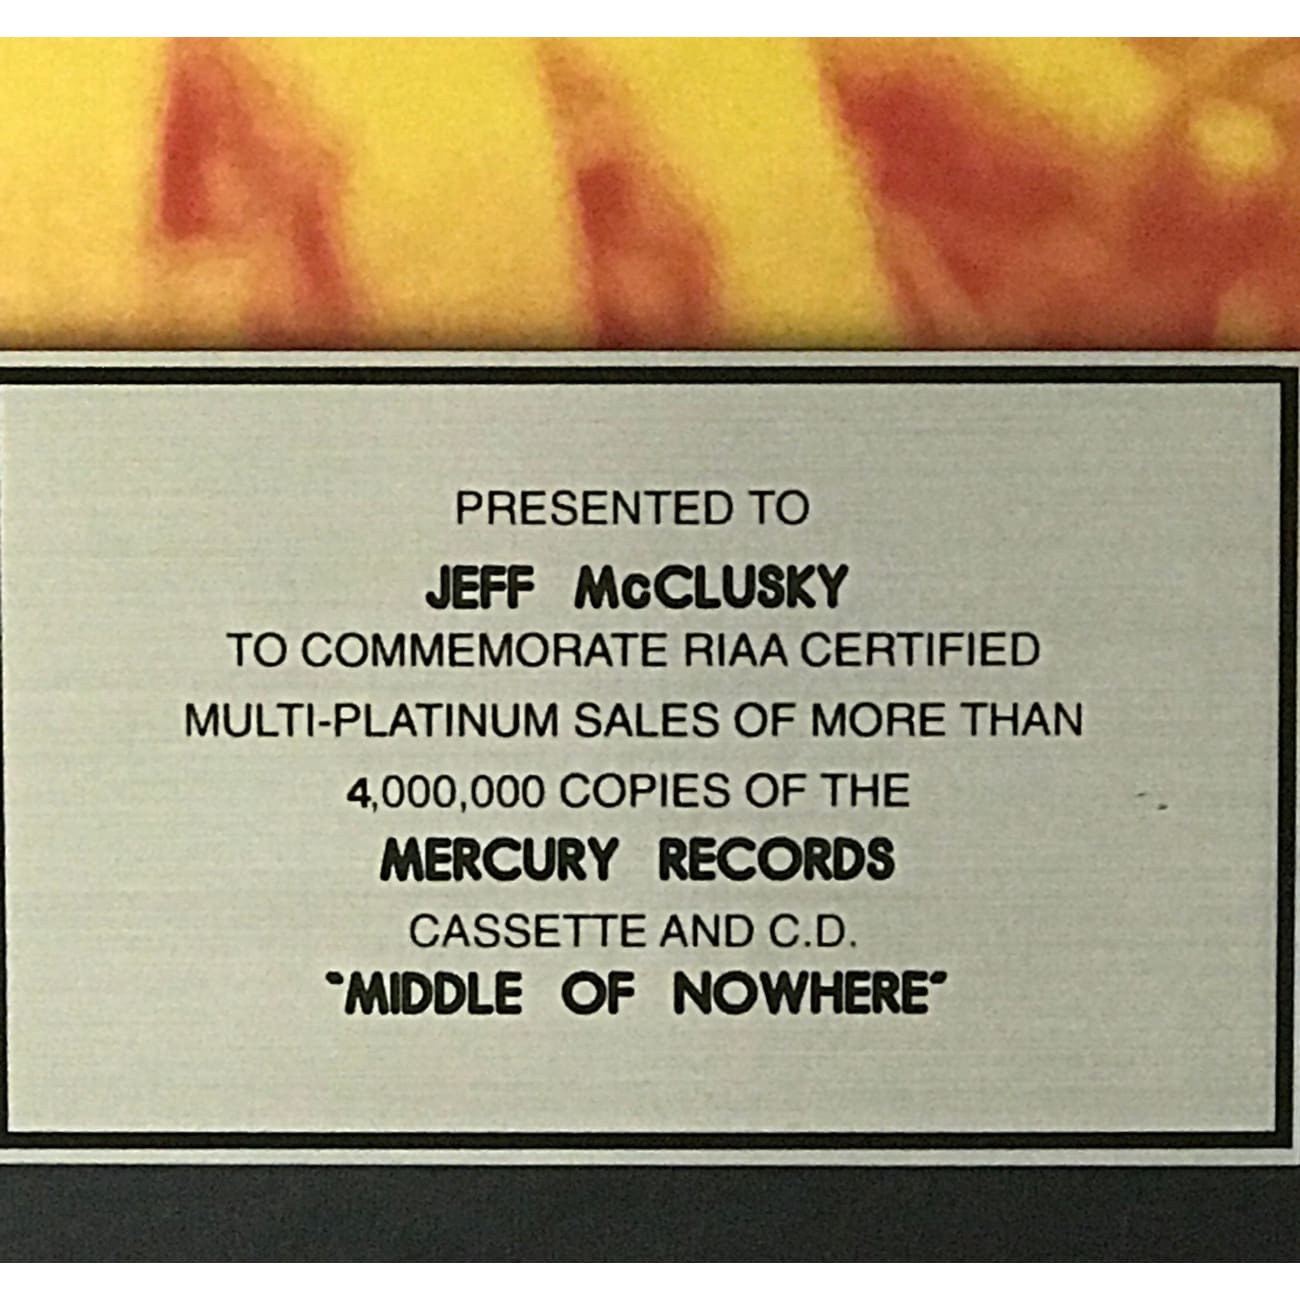 PRESENTED TO
JEFF McCLUSKY
TO COMMEMORATE RIAA CERTIFIED
MULTI-PLATINUM SALES OF MORE THAN
4,000,000 COPIES OF THE
MERCURY RECORDS
CASSETTE AND C.D.
"MIDDLE OF NOWHERE"